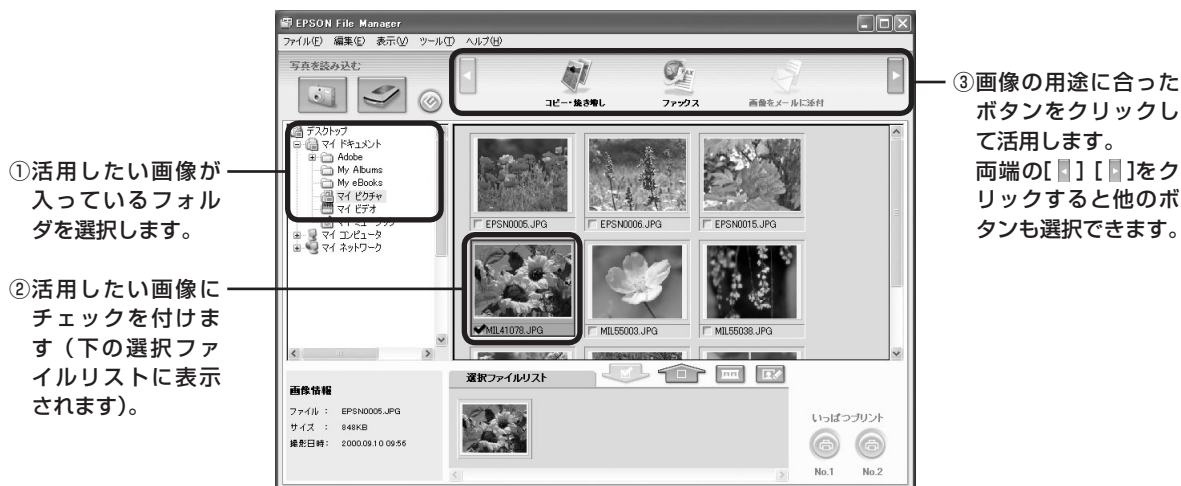 EPSON File Manager
ファイル(F) 編集(E) 表示(V) ツール(T) ヘルプ(H)
写真を読み込む
コピー・焼き増し
ファックス
画像をメールに添付
デスクトップ
マイ ドキュメント
Adobe
My Albums
My eBooks
マイ ピクチャ
マイ ビデオ
マイ ミュージック
マイ コンピュータ
マイ ネットワーク
EPSN0005.JPG
EPSN0006.JPG
EPSN0015.JPG
MIL41078.JPG
MIL55003.JPG
MIL55038.JPG
画像情報
ファイル : EPSN0005.JPG
サイズ : 848KB
撮影日時: 2000.09.10 09:56
選択ファイルリスト
いっぱつプリント
No.1 No.2
①活用したい画像が
入っているフォル
ダを選択します。
②活用したい画像に
チェックを付けま
す（下の選択ファ
イルリストに表示
されます）。
③画像の用途に合った
ボタンをクリックし
て活用します。
両端の[ ] [ ]をク
リックすると他のボ
タンも選択できます。